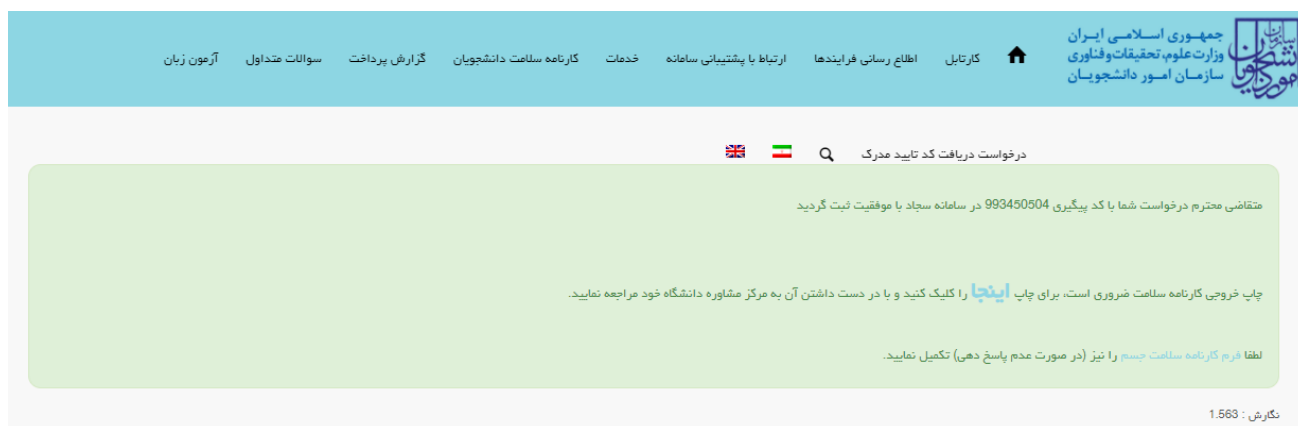 جمهوری اسلامی ایران
وزارت علوم، تحقیقات و فناوری
سازمان امور دانشجویان
کارتابل اطلاع رسانی فرایندها ارتباط با پشتیبانی سامانه خدمات کارنامه سلامت دانشجویان گزارش پرداخت سوالات متداول آزمون زبان
درخواست دریافت کد تایید مدرک
متقاضی محترم درخواست شما با کد پیگیری 993450504 در سامانه سجاد با موفقیت ثبت گردید
چاپ خروجی کارنامه سلامت ضروری است، برای چاپ اینجا را کلیک کنید و با در دست داشتن آن به مرکز مشاوره دانشگاه خود مراجعه نمایید.
لطفا فرم کارنامه سلامت جسم را نیز (در صورت عدم پاسخ دهی) تکمیل نمایید.
نگارش : 1.563